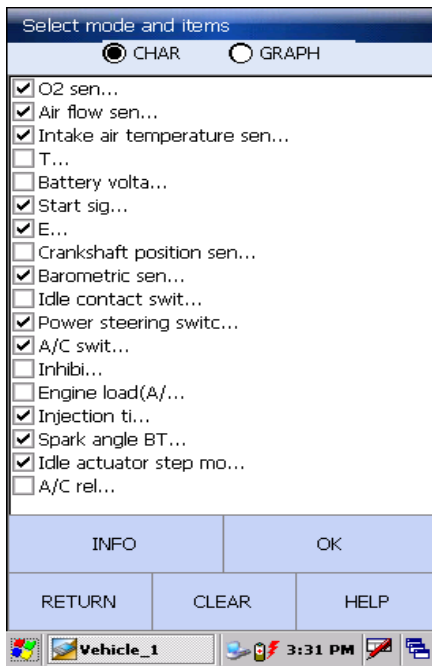 Select mode and items
CHAR GRAPH
O2 sen...
Air flow sen...
Intake air temperature sen...
T...
Battery volta...
Start sig...
E...
Crankshaft position sen...
Barometric sen...
Idle contact swit...
Power steering switc...
A/C swit...
Inhibi...
Engine load(A/...
Injection ti...
Spark angle BT...
Idle actuator step mo...
A/C rel...
INFO OK
RETURN CLEAR HELP
Vehicle_1 3:31 PM